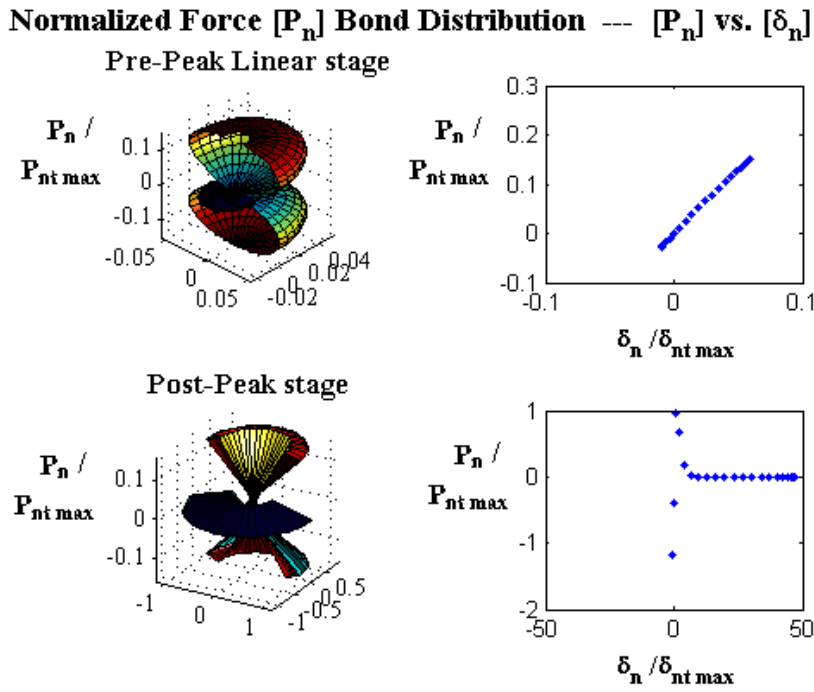 Normalized Force [Pn] Bond Distribution --- [Pn] vs. [δn]
Pre-Peak Linear stage
Pn /
Pnt max
0.1
0
-0.1
-0.05
0
0.05
-0.02
0
0.02
0.04
Pn /
Pnt max
0.3
0.2
0.1
0
-0.1
-0.1
0
0.1
δn /δnt max
Post-Peak stage
Pn /
Pnt max
0.1
0
-0.1
-1
0
1
-1
-0.5
0
0.5
Pn /
Pnt max
1
0
-1
-2
-50
0
50
δn /δnt max